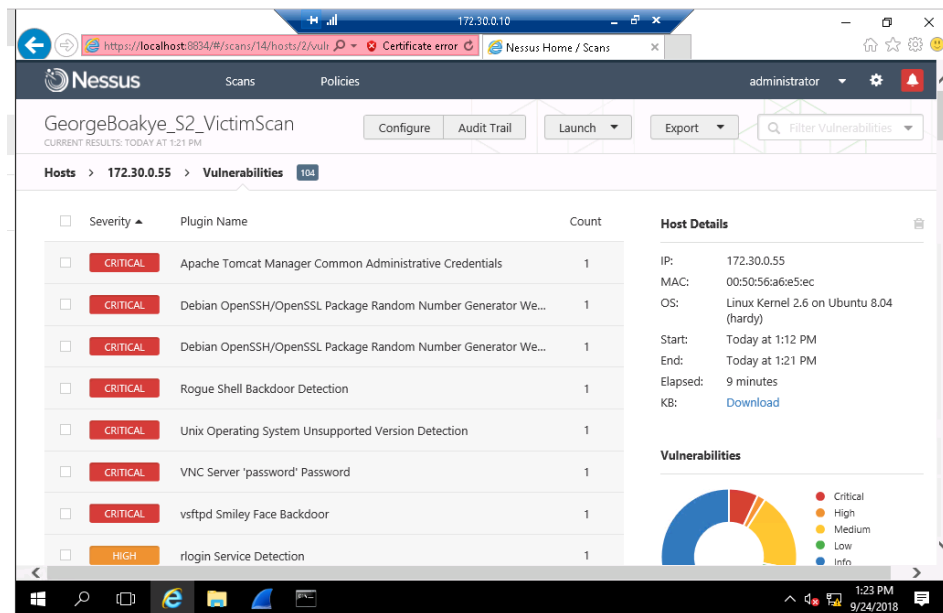 172.30.0.10
https://localhost:8834/#/scans/14/hosts/2/vulr
Certificate error
Nessus Home / Scans
Nessus
Scans
Policies
administrator
GeorgeBoakye_S2_VictimScan
CURRENT RESULTS: TODAY AT 1:21 PM
Configure
Audit Trail
Launch
Export
Filter Vulnerabilities
Hosts > 172.30.0.55 > Vulnerabilities 104
Severity
Plugin Name
Count
CRITICAL Apache Tomcat Manager Common Administrative Credentials 1
CRITICAL Debian OpenSSH/OpenSSL Package Random Number Generator We... 1
CRITICAL Debian OpenSSH/OpenSSL Package Random Number Generator We... 1
CRITICAL Rogue Shell Backdoor Detection 1
CRITICAL Unix Operating System Unsupported Version Detection 1
CRITICAL VNC Server 'password' Password 1
CRITICAL vsftpd Smiley Face Backdoor 1
HIGH rlogin Service Detection 1
Host Details
IP: 172.30.0.55
MAC: 00:50:56:a6:e5:ec
OS: Linux Kernel 2.6 on Ubuntu 8.04
(hardy)
Start: Today at 1:12 PM
End: Today at 1:21 PM
Elapsed: 9 minutes
KB: Download
Vulnerabilities
Critical
High
Medium
Low
Info
1:23 PM
9/24/2018